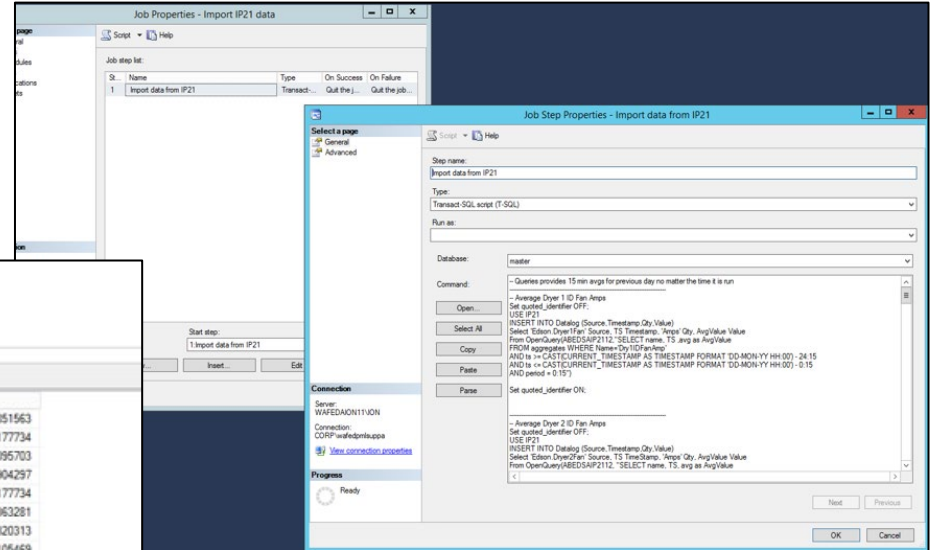 Job Properties - Import IP21 data
page
Script Help
ral
dules
cations
ets
Job step list:
St... Name Type On Success On Failure
1 Import data from IP21 Transact-... Quit the j... Quit the job...
ion
Start step:
1:Import data from IP21
Insert...
Edit
051563
177734
095703
904297
177734
063281
820313
105469
Job Step Properties - Import data from IP21
Select a page
General
Advanced
Script Help
Step name:
Import data from IP21
Type:
Transact-SQL script (T-SQL)
Run as:
Database:
master
Command:
Open...
Select All
Copy
Paste
Parse
-- Queries provides 15 min avgs for previous day no matter the time it is run
-- Average Dryer 1 ID Fan Amps
Set quoted_identifier OFF;
USE IP21
INSERT INTO Datalog (Source,Timestamp,Qty,Value)
Select 'Edson.Dryer1Fan' Source, TS TimeStamp, 'Amps' Qty, AvgValue Value
From OpenQuery(ABEDSAIP2112,"SELECT name, TS ,avg as AvgValue
FROM aggregates WHERE Name='Dry1IDFanAmp'
AND ts >= CAST(CURRENT_TIMESTAMP AS TIMESTAMP FORMAT 'DD-MON-YY HH:00') - 24:15
AND ts <= CAST(CURRENT_TIMESTAMP AS TIMESTAMP FORMAT 'DD-MON-YY HH:00') - 0:15
AND period = 0:15")
Set quoted_identifier ON;
-- Average Dryer 2 ID Fan Amps
Set quoted_identifier OFF;
USE IP21
INSERT INTO Datalog (Source,Timestamp,Qty,Value)
Select 'Edson.Dryer2Fan' Source, TS TimeStamp, 'Amps' Qty, AvgValue Value
From OpenQuery(ABEDSAIP2112, "SELECT name, TS, avg as AvgValue
Connection
Server:
WAFEDAION11\ION
Connection:
CORP\wafedpmlsuppa
View connection properties
Progress
Ready
Next Previous
OK Cancel